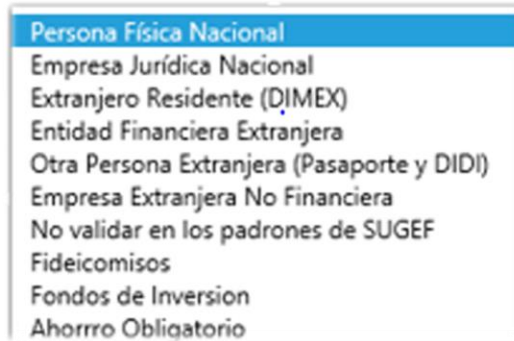 Persona Física Nacional
Empresa Jurídica Nacional
Extranjero Residente (DIMEX)
Entidad Financiera Extranjera
Otra Persona Extranjera (Pasaporte y DIDI)
Empresa Extranjera No Financiera
No validar en los padrones de SUGEF
Fideicomisos
Fondos de Inversion
Ahorrro Obligatorio